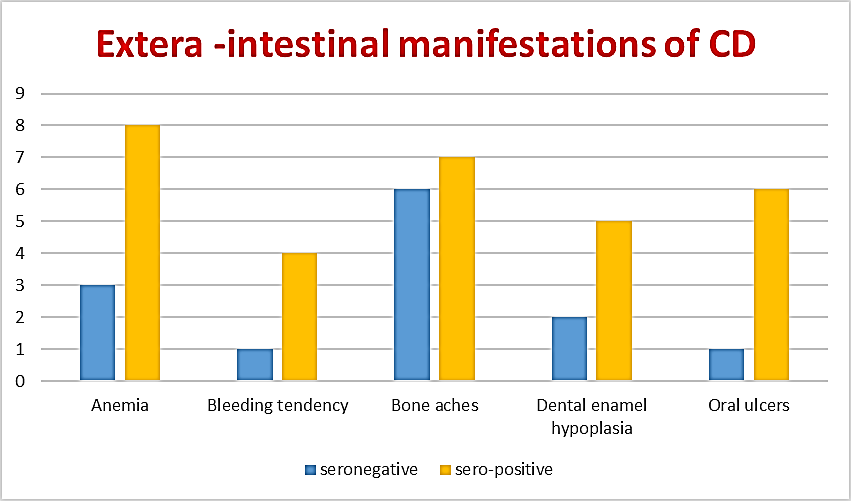 Extera -intestinal manifestations of CD
9
8
7
6
5
4
3
2
1
0
Anemia
Bleeding tendency
Bone aches
Dental enamel
hypoplasia
Oral ulcers
seronegative
sero-positive